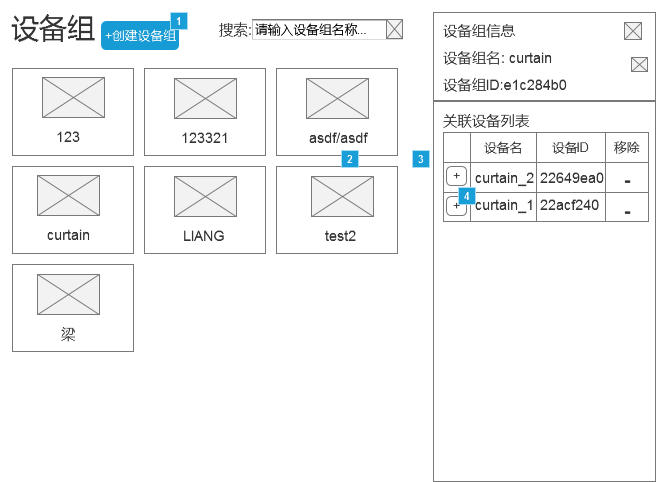 设备组
+创建设备组
1
搜索:
请输入设备组名称...
123
123321
asdf/asdf
2
3
curtain
LIANG
test2
梁
设备组信息
设备组名: curtain
设备组ID:e1c284b0
关联设备列表
设备名 设备ID 移除
+ curtain_2 22649ea0 -
4
+ curtain_1 22acf240 -